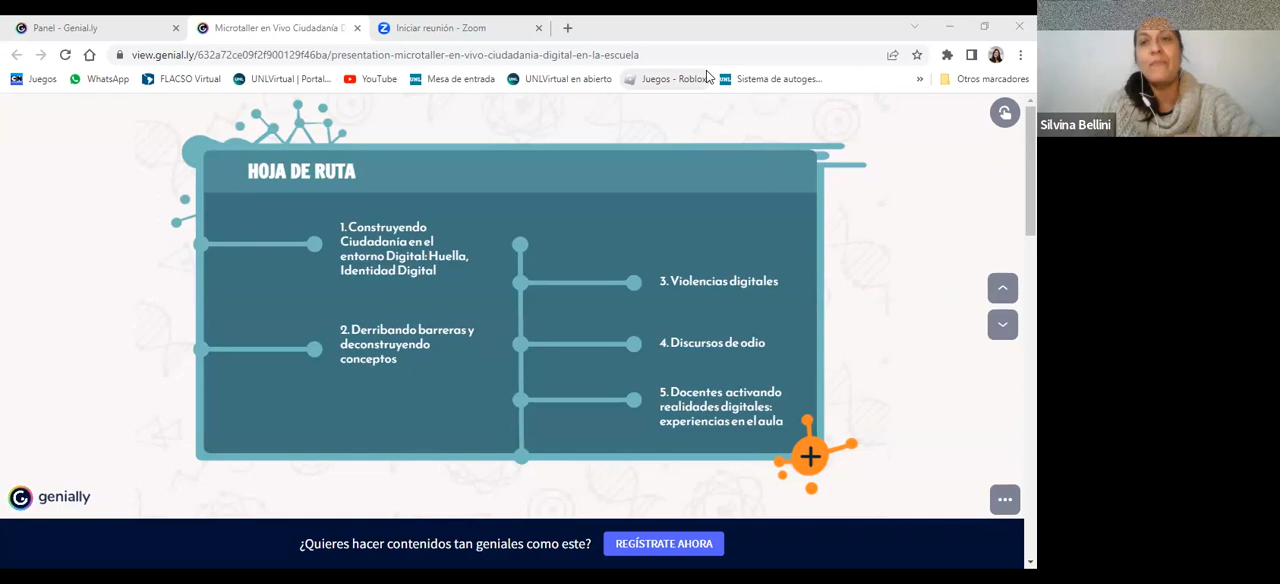 Panel - Genial.ly
Microtaller en Vivo Ciudadanía D
Iniciar reunión - Zoom
view.genial.ly/632a72ce09f2f900129f46ba/presentation-microtaller-en-vivo-ciudadania-digital-en-la-escuela
Juegos
WhatsApp
FLACSO Virtual
UNLVirtual | Portal...
YouTube
Mesa de entrada
UNLVirtual en abierto
Juegos - Roblox
Sistema de autoges...
Otros marcadores
Silvina Bellini
HOJA DE RUTA
1. Construyendo
Ciudadanía en el
entorno Digital: Huella,
Identidad Digital
2. Derribando barreras y
deconstruyendo
conceptos
3. Violencias digitales
4. Discursos de odio
5. Docentes activando
realidades digitales:
experiencias en el aula
genially
¿Quieres hacer contenidos tan geniales como este?
REGÍSTRATE AHORA